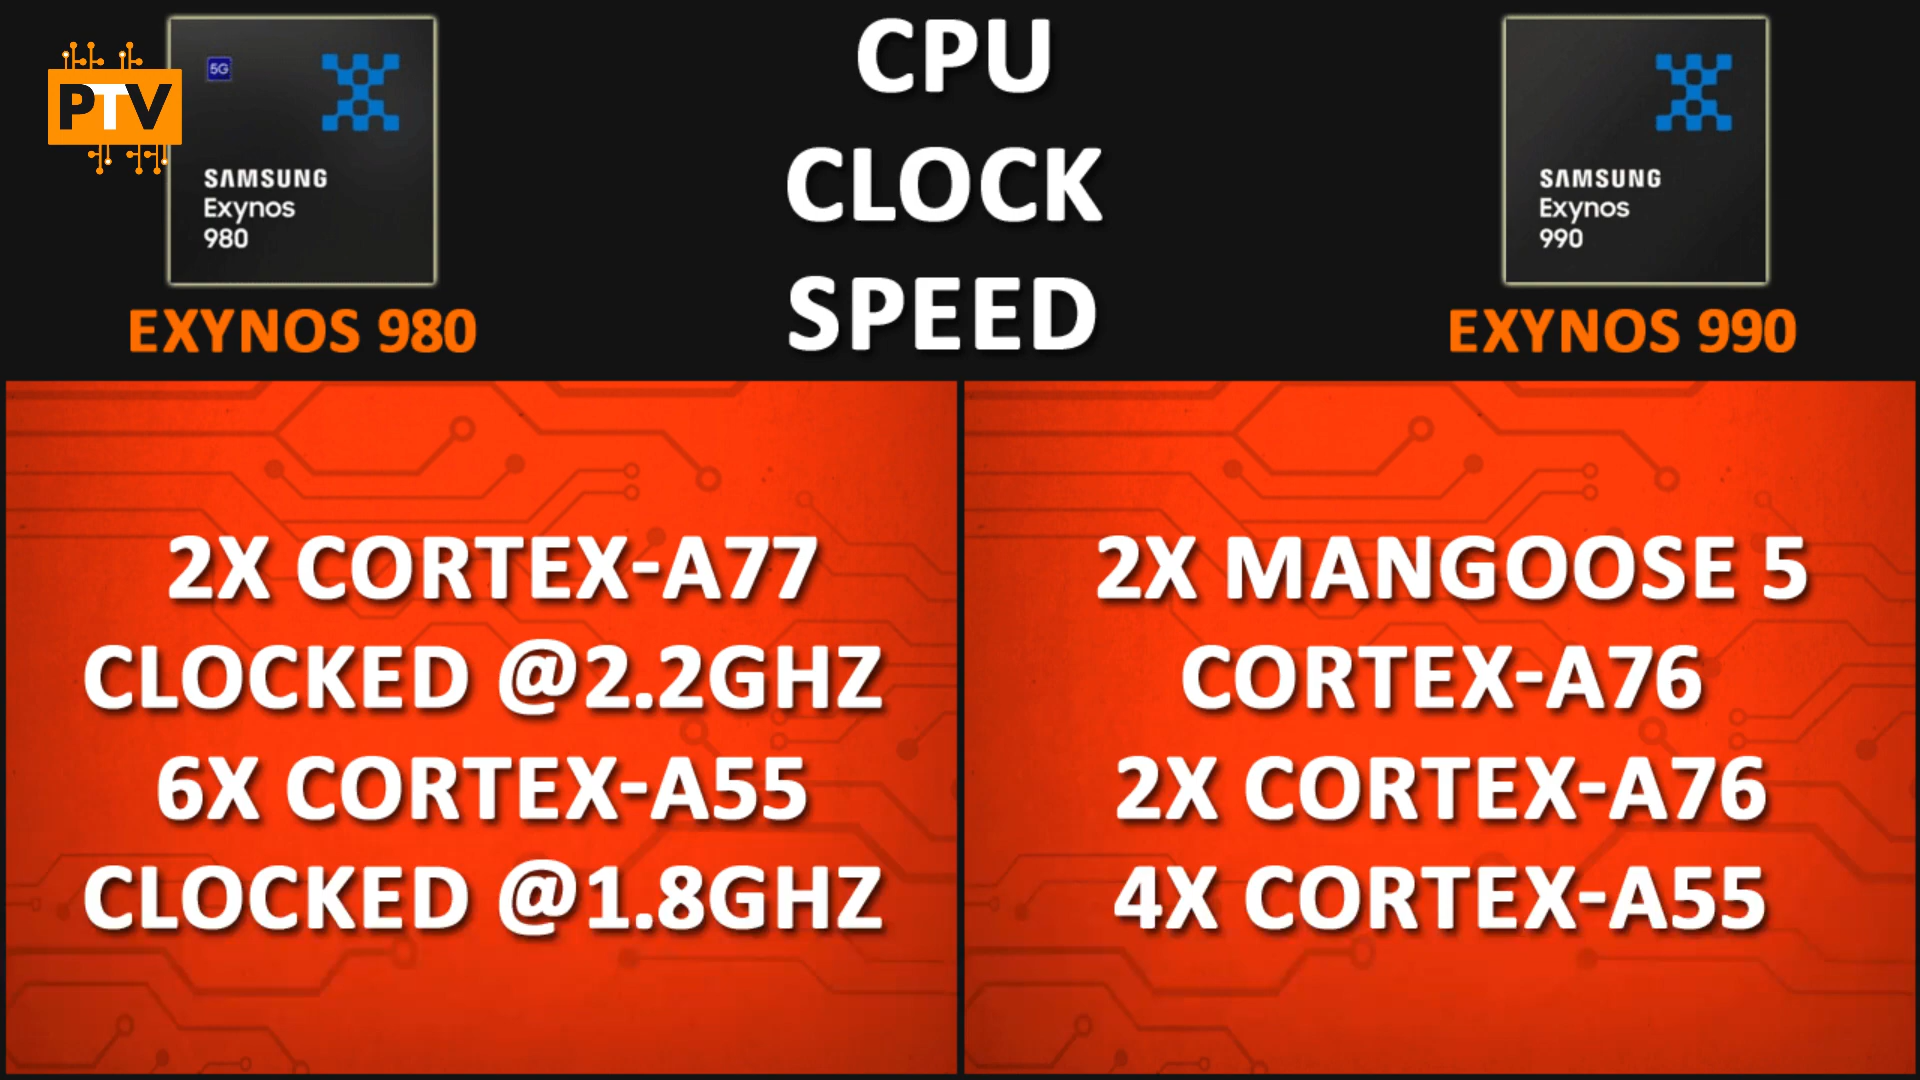 PTV
5G
SAMSUNG
Exynos
980
EXYNOS 980
CPU
CLOCK
SPEED
SAMSUNG
Exynos
990
EXYNOS 990
2X CORTEX-A77
CLOCKED @2.2GHZ
6X CORTEX-A55
CLOCKED @1.8GHZ
2X MANGOOSE 5
CORTEX-A76
2X CORTEX-A76
4X CORTEX-A55